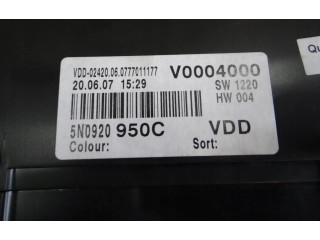 Qu
VDD-02420.06.0777011177 V0004000
20.06.07 15:29 SW 1220
HW 004
5N0920 950C VDD
Colour: Sort: